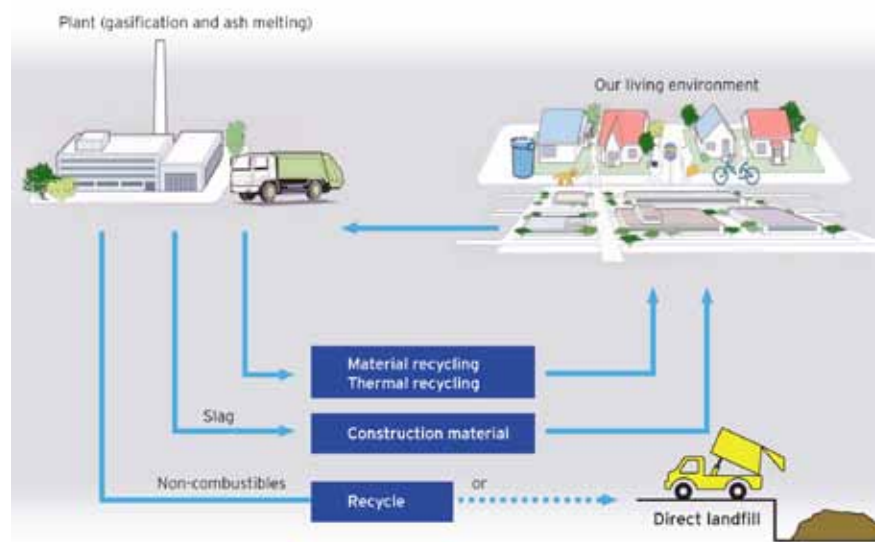 Plant (gasification and ash melting)
Our living environment
Material recycling
Thermal recycling
Slag
Construction material
Non-combustibles
Recycle
or
Direct landfill